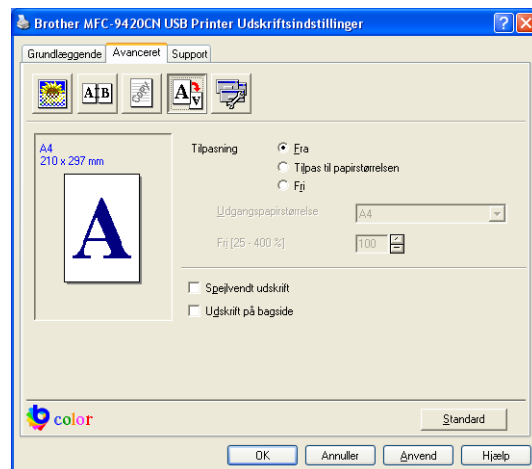 Brother MFC-9420CN USB Printer Udskriftsindstillinger
Grundlæggende Avanceret Support
A B
A A
A4
210 x 297 mm
A
Tilpasning
Fra
Tilpas til papirstørrelsen
Fri
Udgangspapirstørrelse A4
Fri [25 - 400 %] 100
Spejlvendt udskrift
Udskrift på bagside
color
Standard
OK Annuller Anvend Hjælp